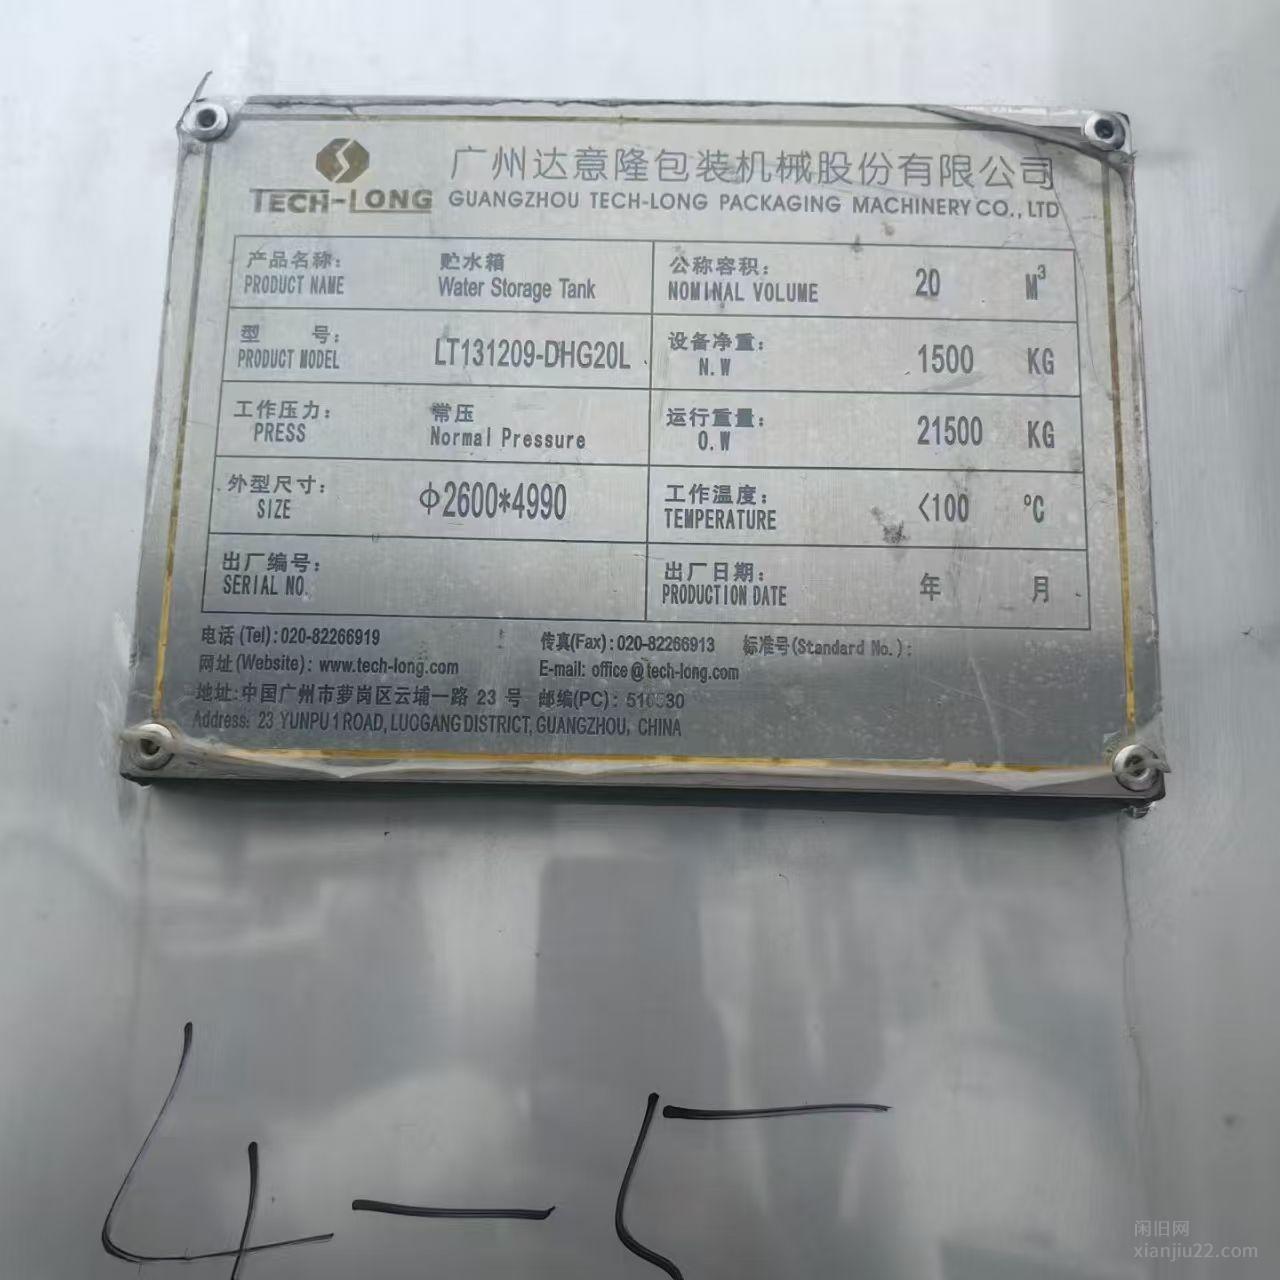 广州达意隆包装机械股份有限公司
TECH-LONG
GUANGZHOU TECH-LONG PACKAGING MACHINERY CO., LTD
产品名称： 贮水箱 公称容积： 20 M³
PRODUCT NAME Water Storage Tank NOMINAL VOLUME
型 号： LT131209-DHG20L 设备净重： 1500 KG
PRODUCT MODEL N.W
工作压力： 常压 运行重量： 21500 KG
PRESS Normal Pressure O.W
外型尺寸： Φ2600*4990 工作温度： <100 ℃
SIZE TEMPERATURE
出厂编号： 出厂日期： 年 月
SERIAL NO. PRODUCTION DATE
电话 (Tel)：020-82266919 传真(Fax)：020-82266913 标准号(Standard No.)：
网址(Website)：www.tech-long.com E-mail: office@tech-long.com
地址:中国广州市萝岗区云埔一路 23 号 邮编(PC)：
Address: 23 YUNPU 1 ROAD, LUOGANG DISTRICT, GUANGZHOU, CHINA
4-5
闲旧网
xianjiu22.com